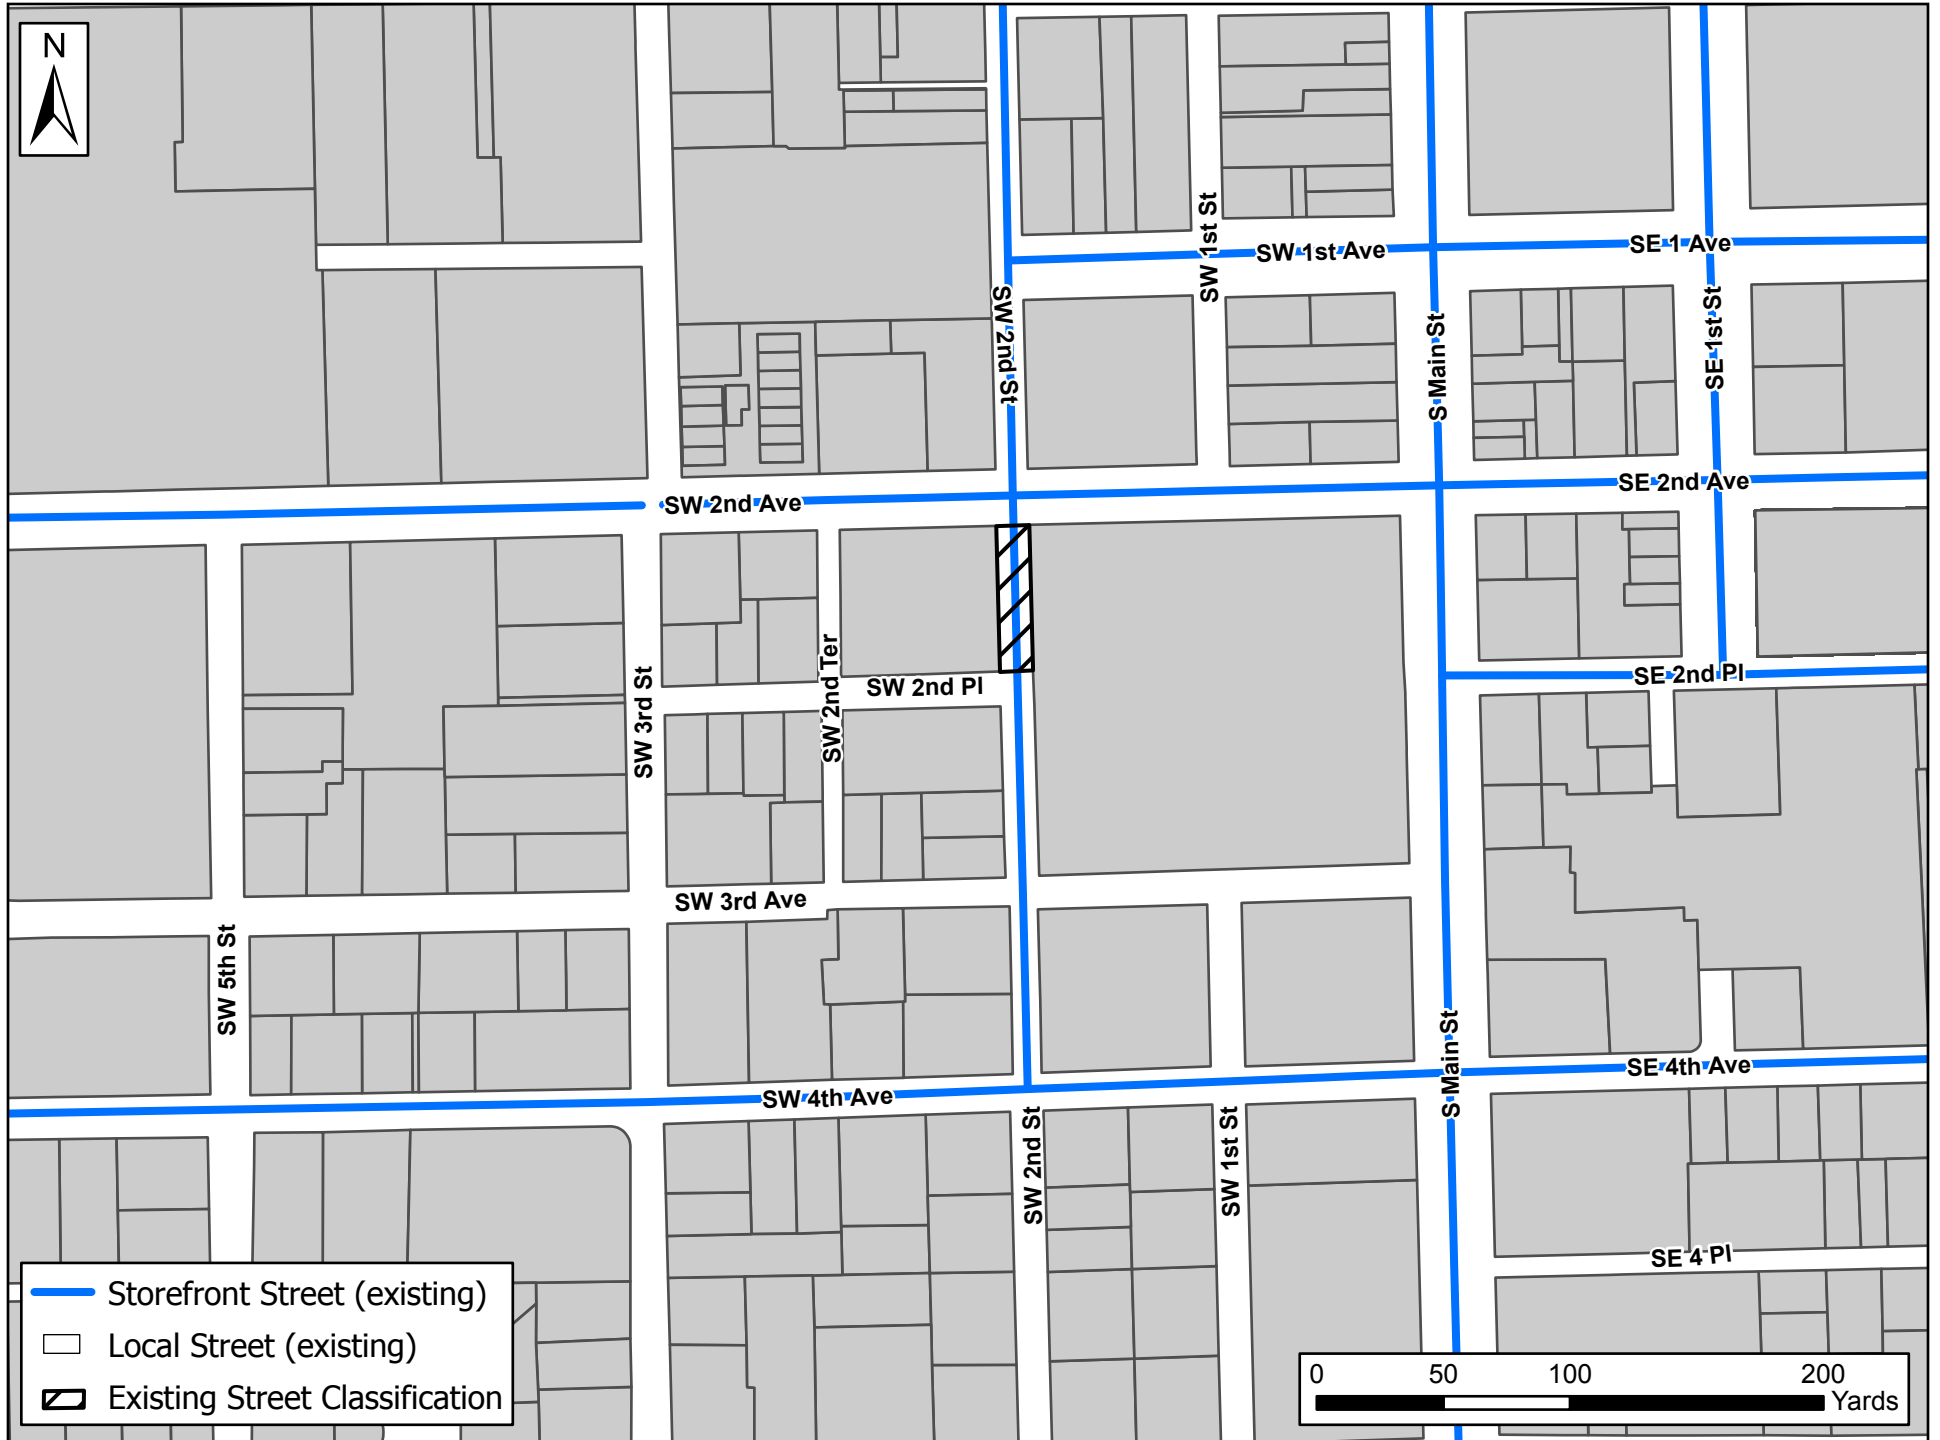 N
SW 1st St
SW 1st Ave
SE 1 Ave
SW 2nd St
S Main St
SE 1st St
SW 2nd Ave
SE 2nd Ave
SW 3rd St
SW 2nd Ter
SW 2nd Pl
SE 2nd Pl
SW 3rd Ave
SW 5th St
S Main St
SW 4th Ave
SE 4th Ave
SW 2nd St
SW 1st St
SE 4 Pl
Storefront Street (existing)
Local Street (existing)
Existing Street Classification
0 50 100 200
Yards